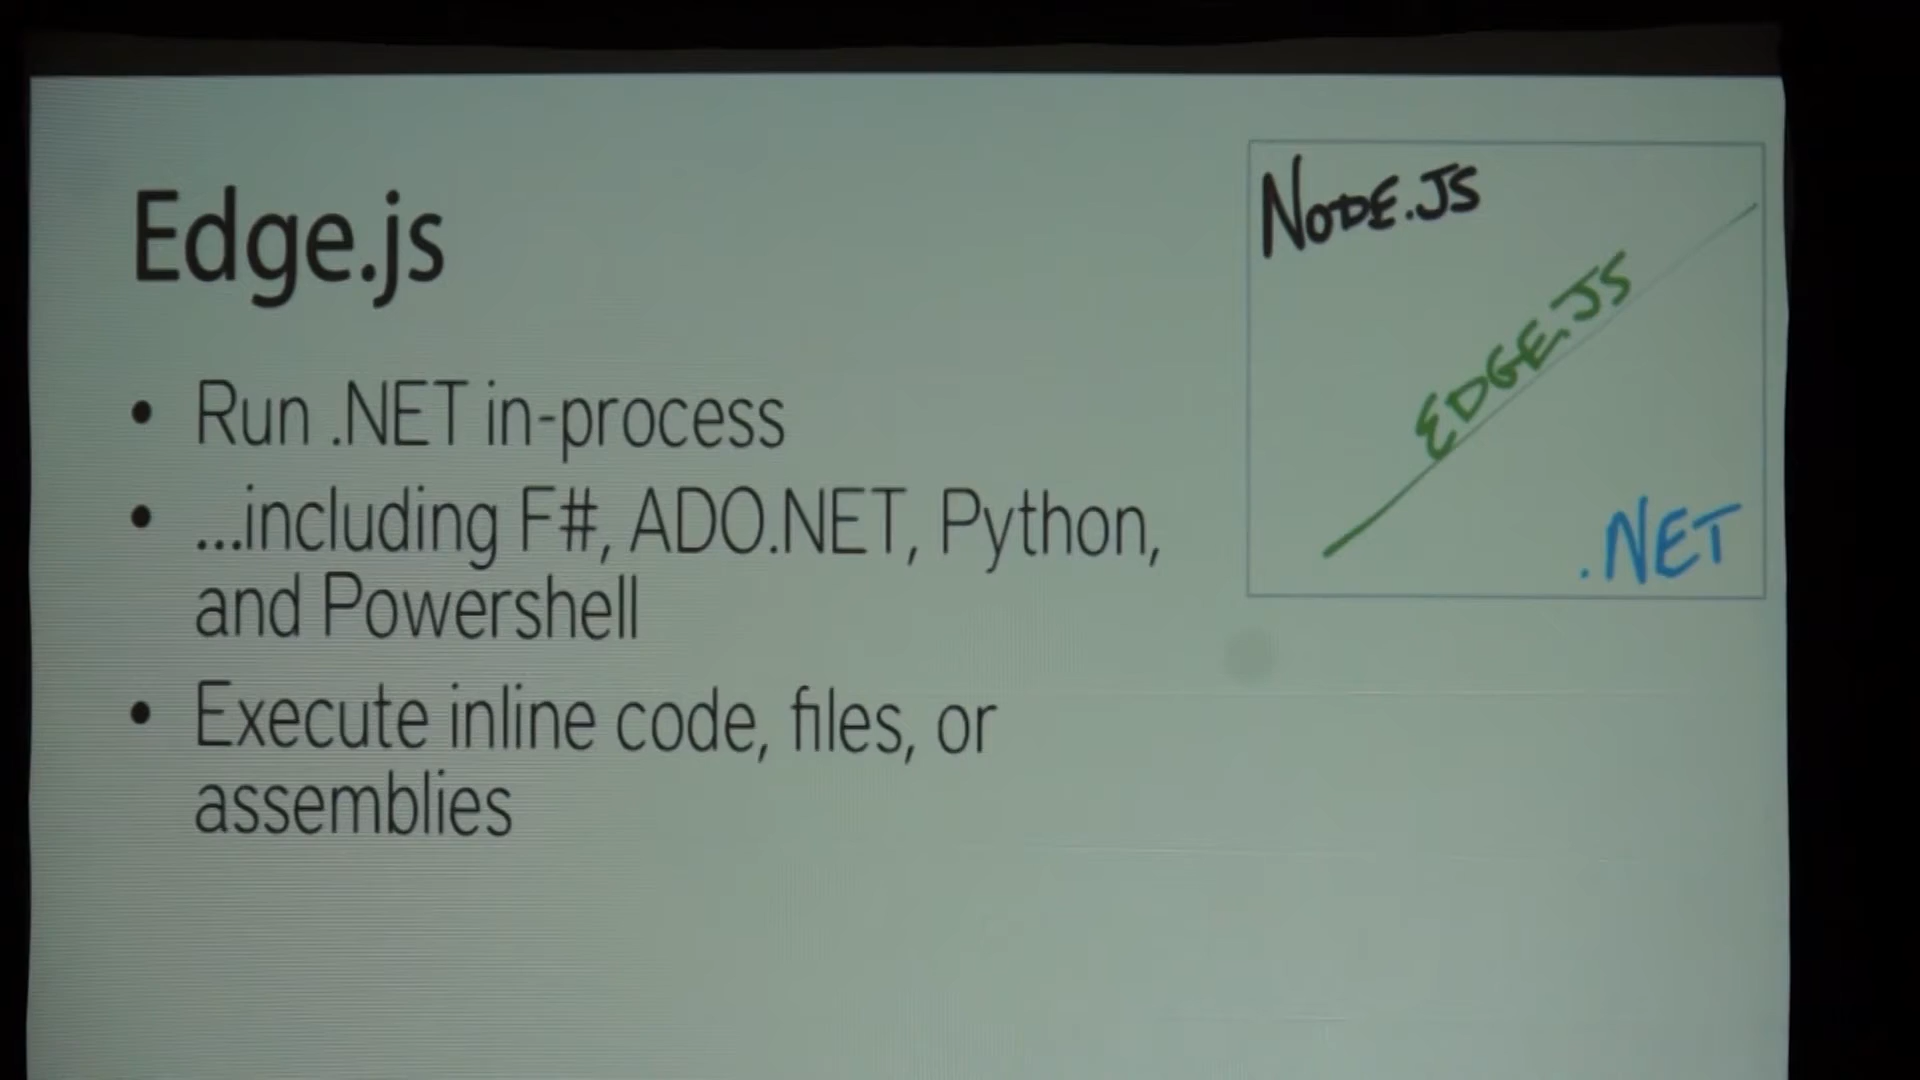 Edge.js
• Run .NET in-process
• ...including F#, ADO.NET, Python,
and Powershell
• Execute inline code, files, or
assemblies
NODE.JS
EDGE.JS
.NET